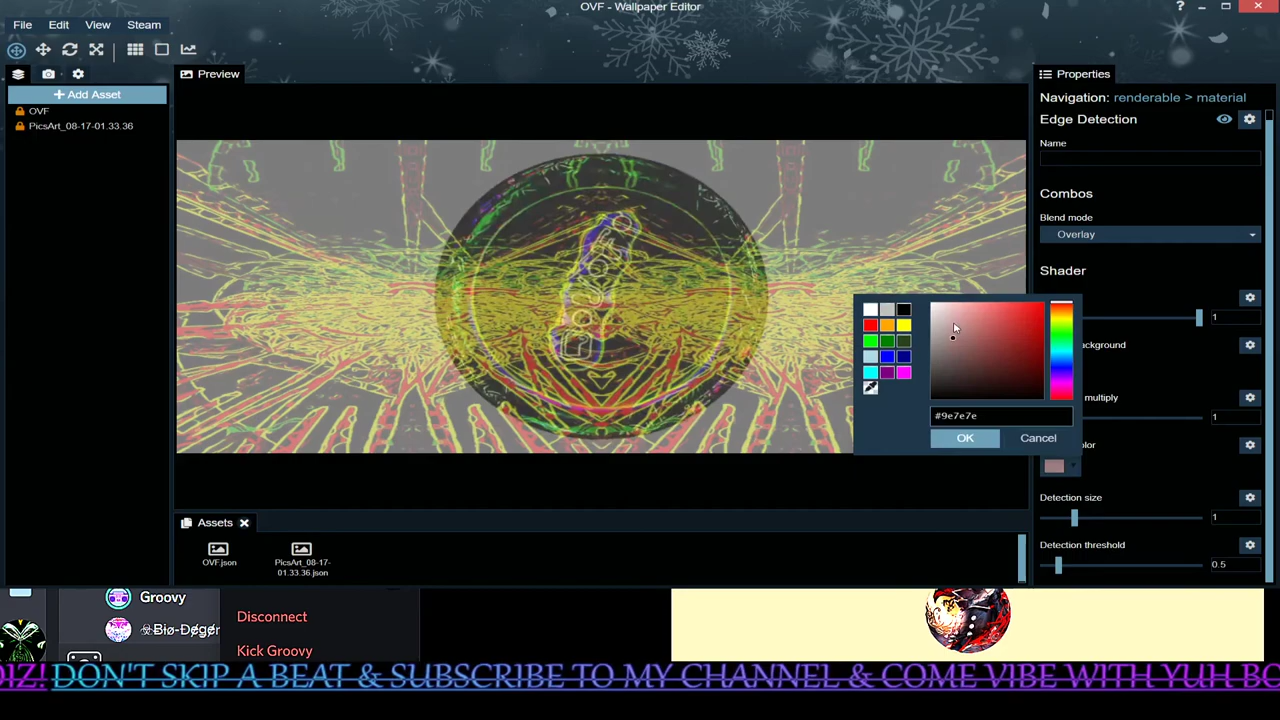 OVF - Wallpaper Editor
?
File Edit View Steam
Preview
Properties
Add Asset
OVF
PicsArt_08-17-01.33.36
Navigation: renderable > material
Edge Detection
Name
Combos
Blend mode
Overlay
Shader
1
ackground
multiply
1
#9e7e7e
OK Cancel
olor
Detection size
1
Detection threshold
0.5
Assets
OVF.json
PicsArt_08-17-
01.33.36.json
Groovy
Disconnect
Kick Groovy
DIZ! DON'T SKIP A BEAT & SUBSCRIBE TO MY CHANNEL & COME VIBE WITH YUH BO